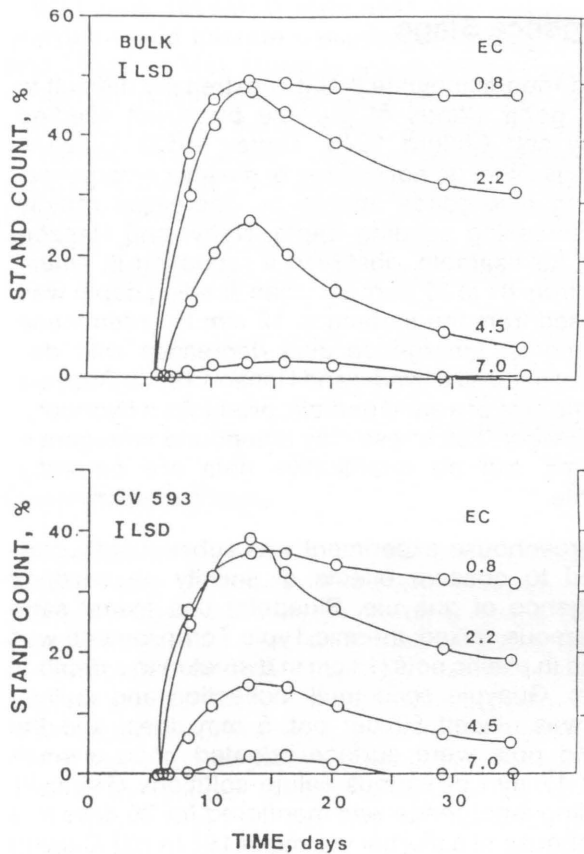 60
40
20
0
STAND COUNT, %
BULK
I LSD
EC
0.8
2.2
4.5
7.0
40
20
0
STAND COUNT, %
CV 593
I LSD
EC
0.8
2.2
4.5
7.0
0 10 20 30
TIME, days